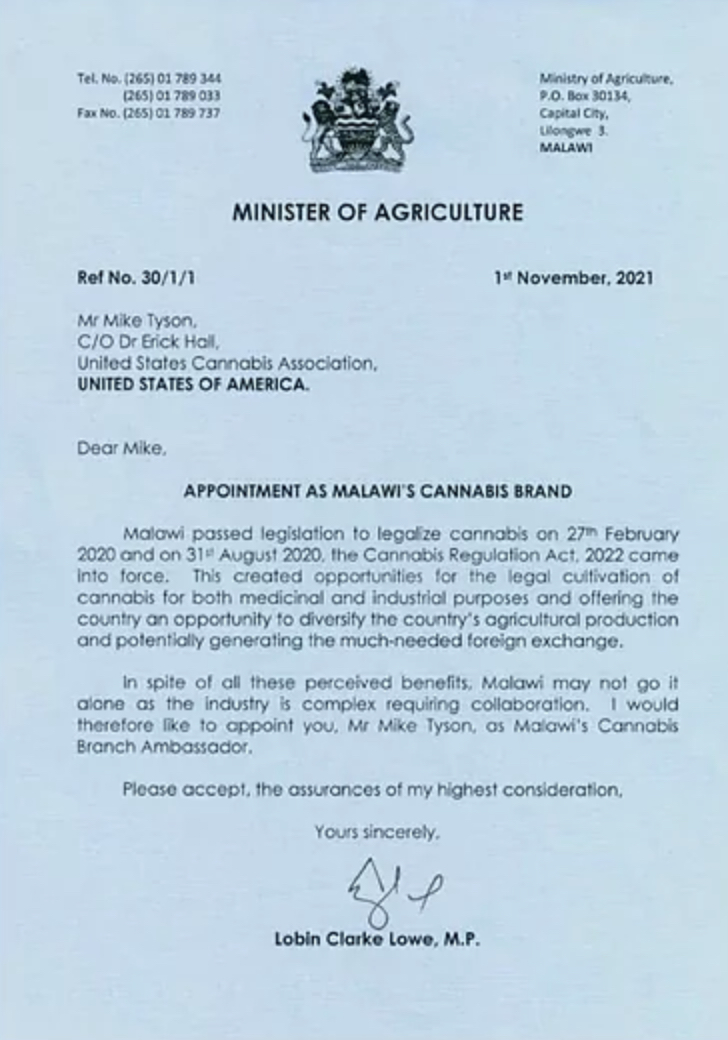 Tel. No. (265) 01 789 344
(265) 01 789 033
Fax No. (265) 01 789 737
Ministry of Agriculture,
P.O. Box 30134,
Capital City,
Lilongwe 3.
MALAWI
MINISTER OF AGRICULTURE
Ref No. 30/1/1
1st November, 2021
Mr Mike Tyson,
C/O Dr Erick Hall,
United States Cannabis Association,
UNITED STATES OF AMERICA.
Dear Mike,
APPOINTMENT AS MALAWI'S CANNABIS BRAND
Malawi passed legislation to legalize cannabis on 27th February
2020 and on 31st August 2020, the Cannabis Regulation Act, 2022 came
into force. This created opportunities for the legal cultivation of
cannabis for both medicinal and industrial purposes and offering the
country an opportunity to diversify the country's agricultural production
and potentially generating the much-needed foreign exchange.
In spite of all these perceived benefits, Malawi may not go it
alone as the industry is complex requiring collaboration. I would
therefore like to appoint you, Mr Mike Tyson, as Malawi's Cannabis
Branch Ambassador.
Please accept, the assurances of my highest consideration.
Yours sincerely,
Lobin Clarke Lowe, M.P.